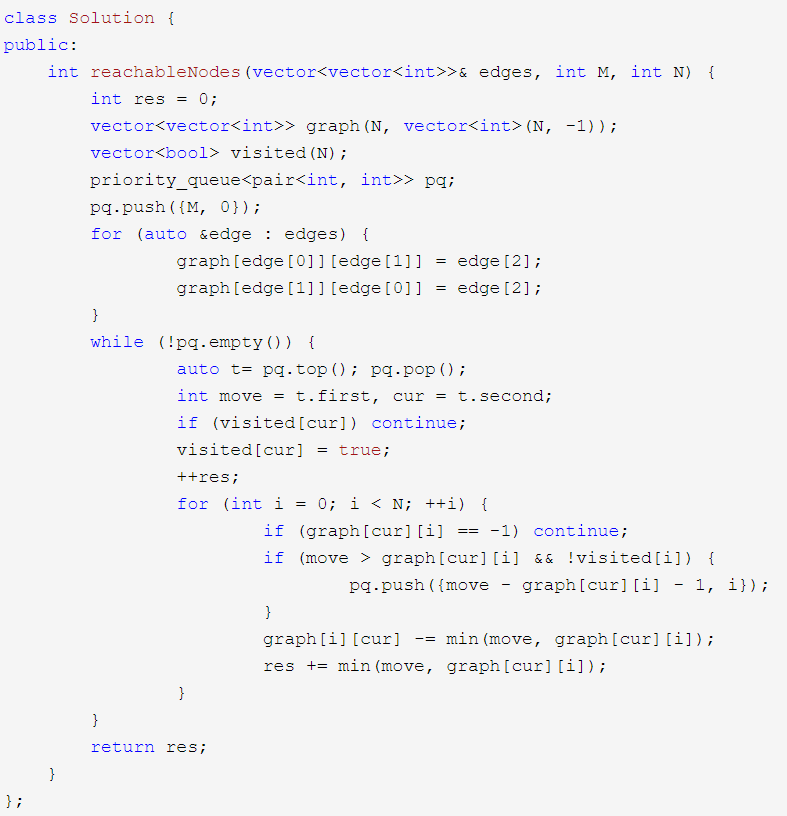 class Solution {
public:
    int reachableNodes(vector<vector<int>>& edges, int M, int N) {
        int res = 0;
        vector<vector<int>> graph(N, vector<int>(N, -1));
        vector<bool> visited(N);
        priority_queue<pair<int, int>> pq;
        pq.push({M, 0});
        for (auto &edge : edges) {
                graph[edge[0]][edge[1]] = edge[2];
                graph[edge[1]][edge[0]] = edge[2];
        }
        while (!pq.empty()) {
                auto t= pq.top(); pq.pop();
                int move = t.first, cur = t.second;
                if (visited[cur]) continue;
                visited[cur] = true;
                ++res;
                for (int i = 0; i < N; ++i) {
                        if (graph[cur][i] == -1) continue;
                        if (move > graph[cur][i] && !visited[i]) {
                                pq.push({move - graph[cur][i] - 1, i});
                        }
                        graph[i][cur] -= min(move, graph[cur][i]);
                        res += min(move, graph[cur][i]);
                }
        }
        return res;
    }
};